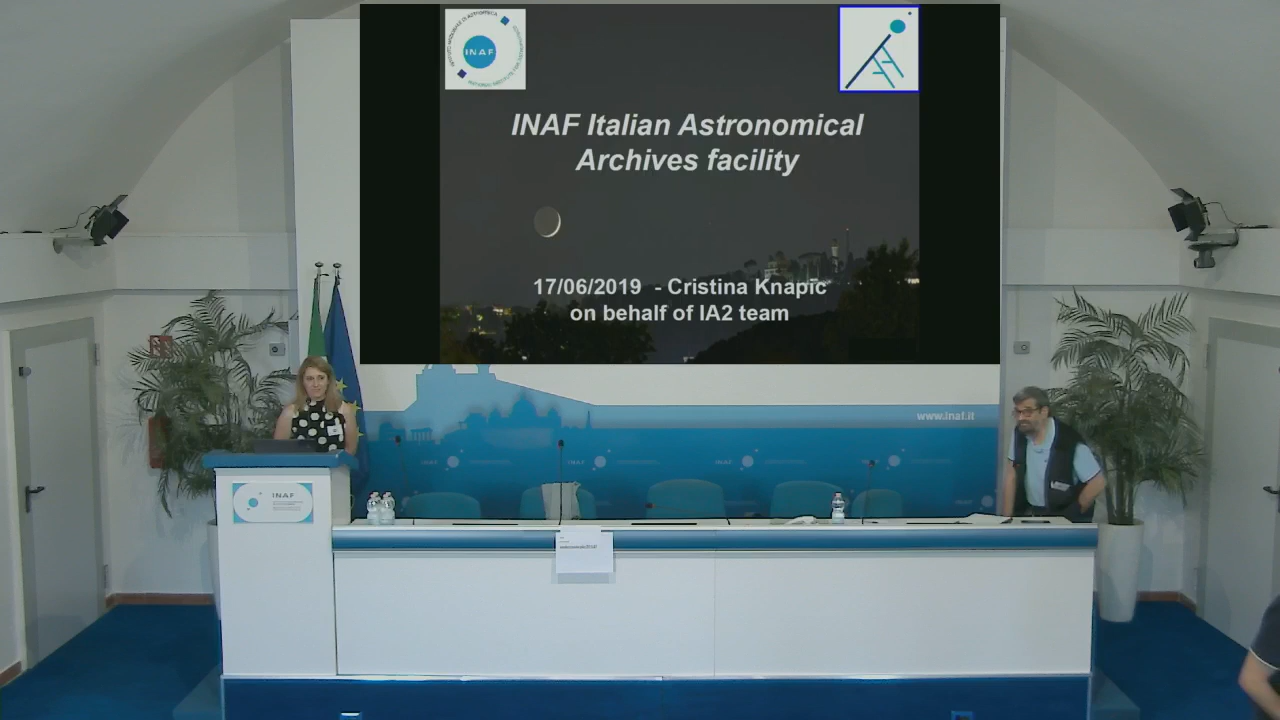 INAF
INAF Italian Astronomical
Archives facility
17/06/2019 - Cristina Knapic
on behalf of IA2 team
www.inaf.it
INAF